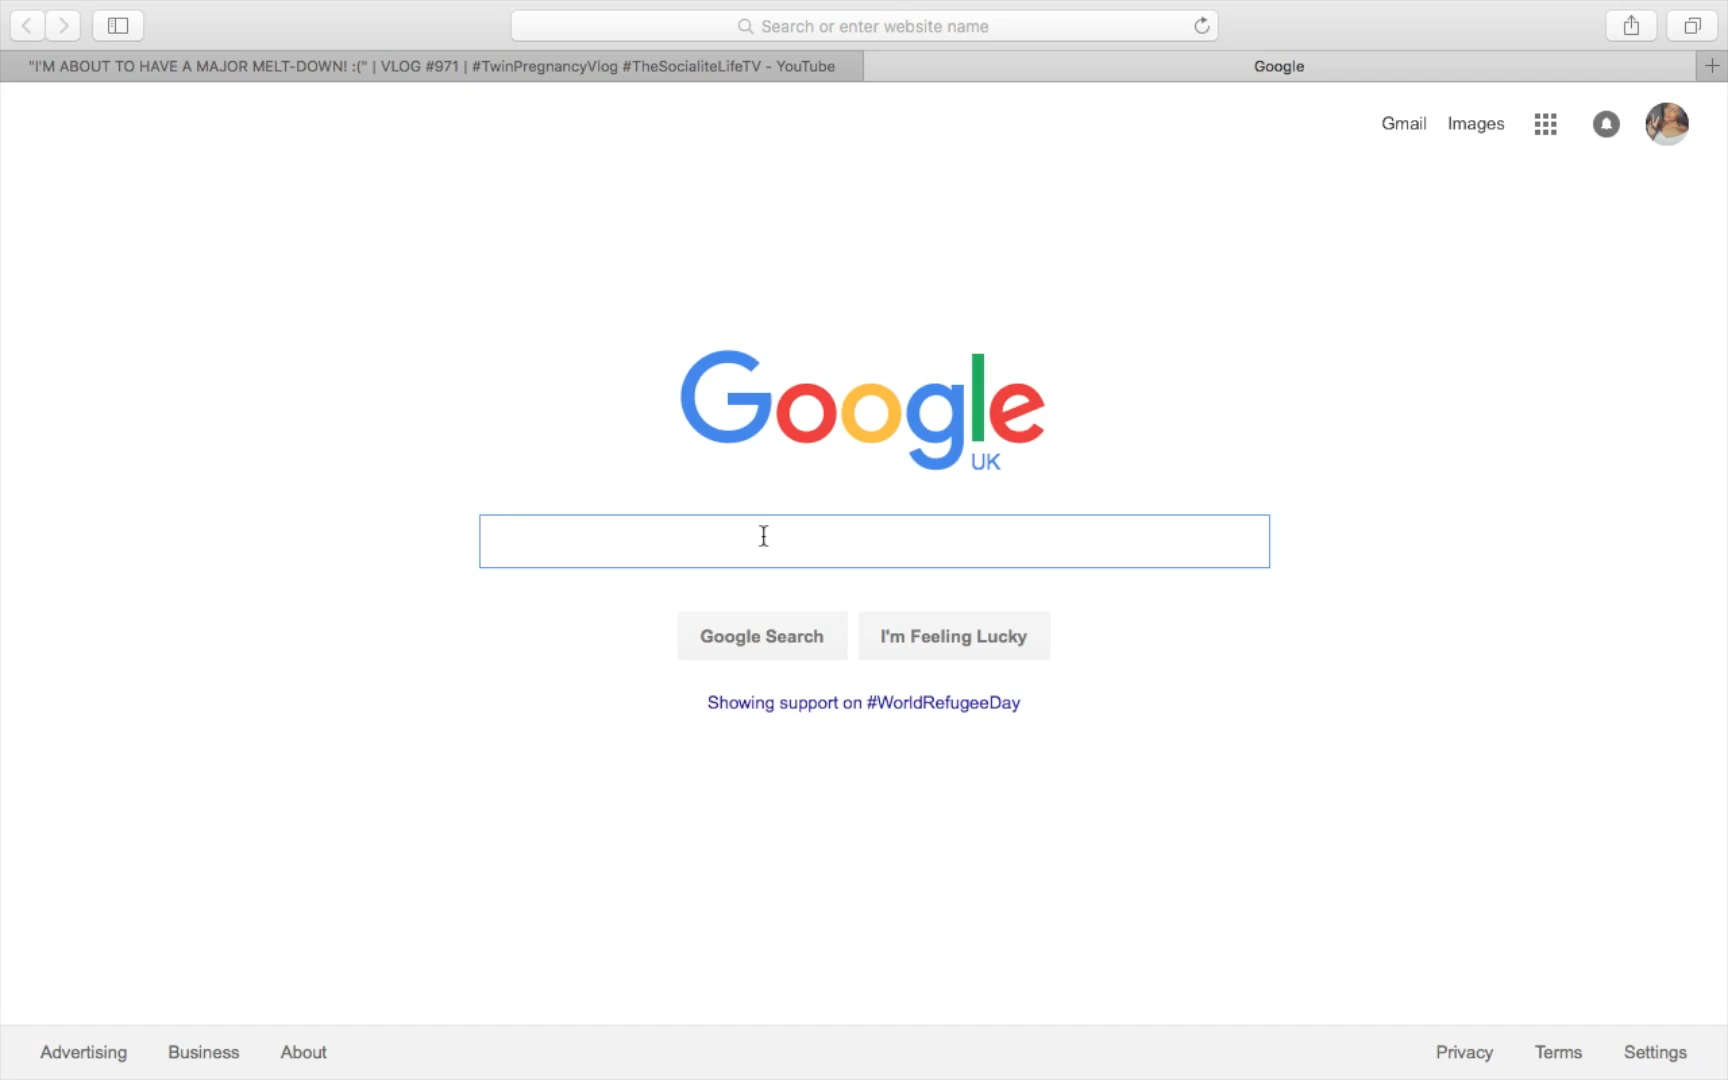 Search or enter website name
"I'M ABOUT TO HAVE A MAJOR MELT-DOWN! :(" | VLOG #971 | #TwinPregnancyVlog #TheSocialiteLifeTV - YouTube
Google
Gmail
Images
Google
UK
Google Search
I'm Feeling Lucky
Showing support on #WorldRefugeeDay
Advertising
Business
About
Privacy
Terms
Settings